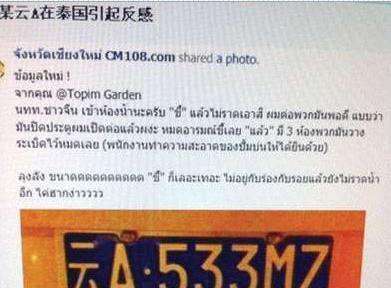 某云A在泰国引起反感
จังหวัดเชียงใหม่ CM108.com shared a photo.
ข้อมูลใหม่ !
จากคุณ @Topim Garden
นทท.ชาวจีน เข้าห้องน้ำนะครับ "ขี้" แล้วไม่ราดเอาสิ ผมต่อพวกมันพอดี แบบว่า
มันปิดประตูผมเปิดต่อแล้วผงะ หมดอารมณ์ขี้เลย "แล้ว" มี 3 ห้องพวกมันวาง
ระเบิดไว้หมดเลย (พนักงานทำความสะอาดของปั๊มบ่นให้ได้ยินด้วย)
ลุงสัง ขนาดดดดดดดดดด "ขี้" ก็เลอะเทอะ ไม่อยู่กับร่องกับรอยแล้วยังไม่ราดน้ำ
อีก ได้ฮากงาววววว
云A·533MZ